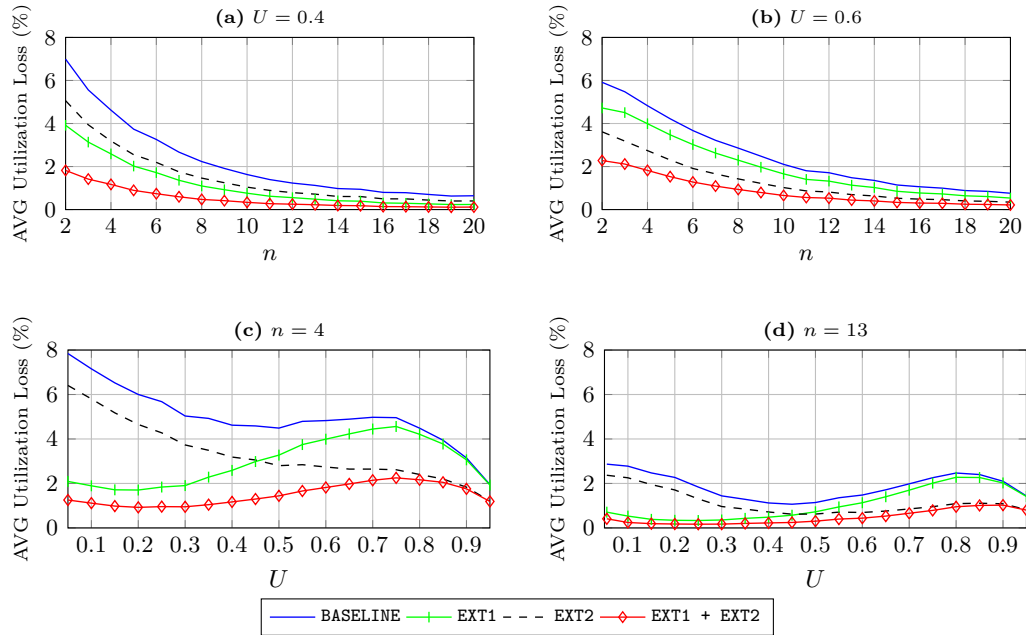 (a) U = 0.4
AVG Utilization Loss (%)
8
6
4
2
0
2 4 6 8 10 12 14 16 18 20
n
(b) U = 0.6
AVG Utilization Loss (%)
8
6
4
2
0
2 4 6 8 10 12 14 16 18 20
n
(c) n = 4
AVG Utilization Loss (%)
8
6
4
2
0
0.1 0.2 0.3 0.4 0.5 0.6 0.7 0.8 0.9
U
(d) n = 13
AVG Utilization Loss (%)
8
6
4
2
0
0.1 0.2 0.3 0.4 0.5 0.6 0.7 0.8 0.9
U
BASELINE EXT1 EXT2 EXT1 + EXT2